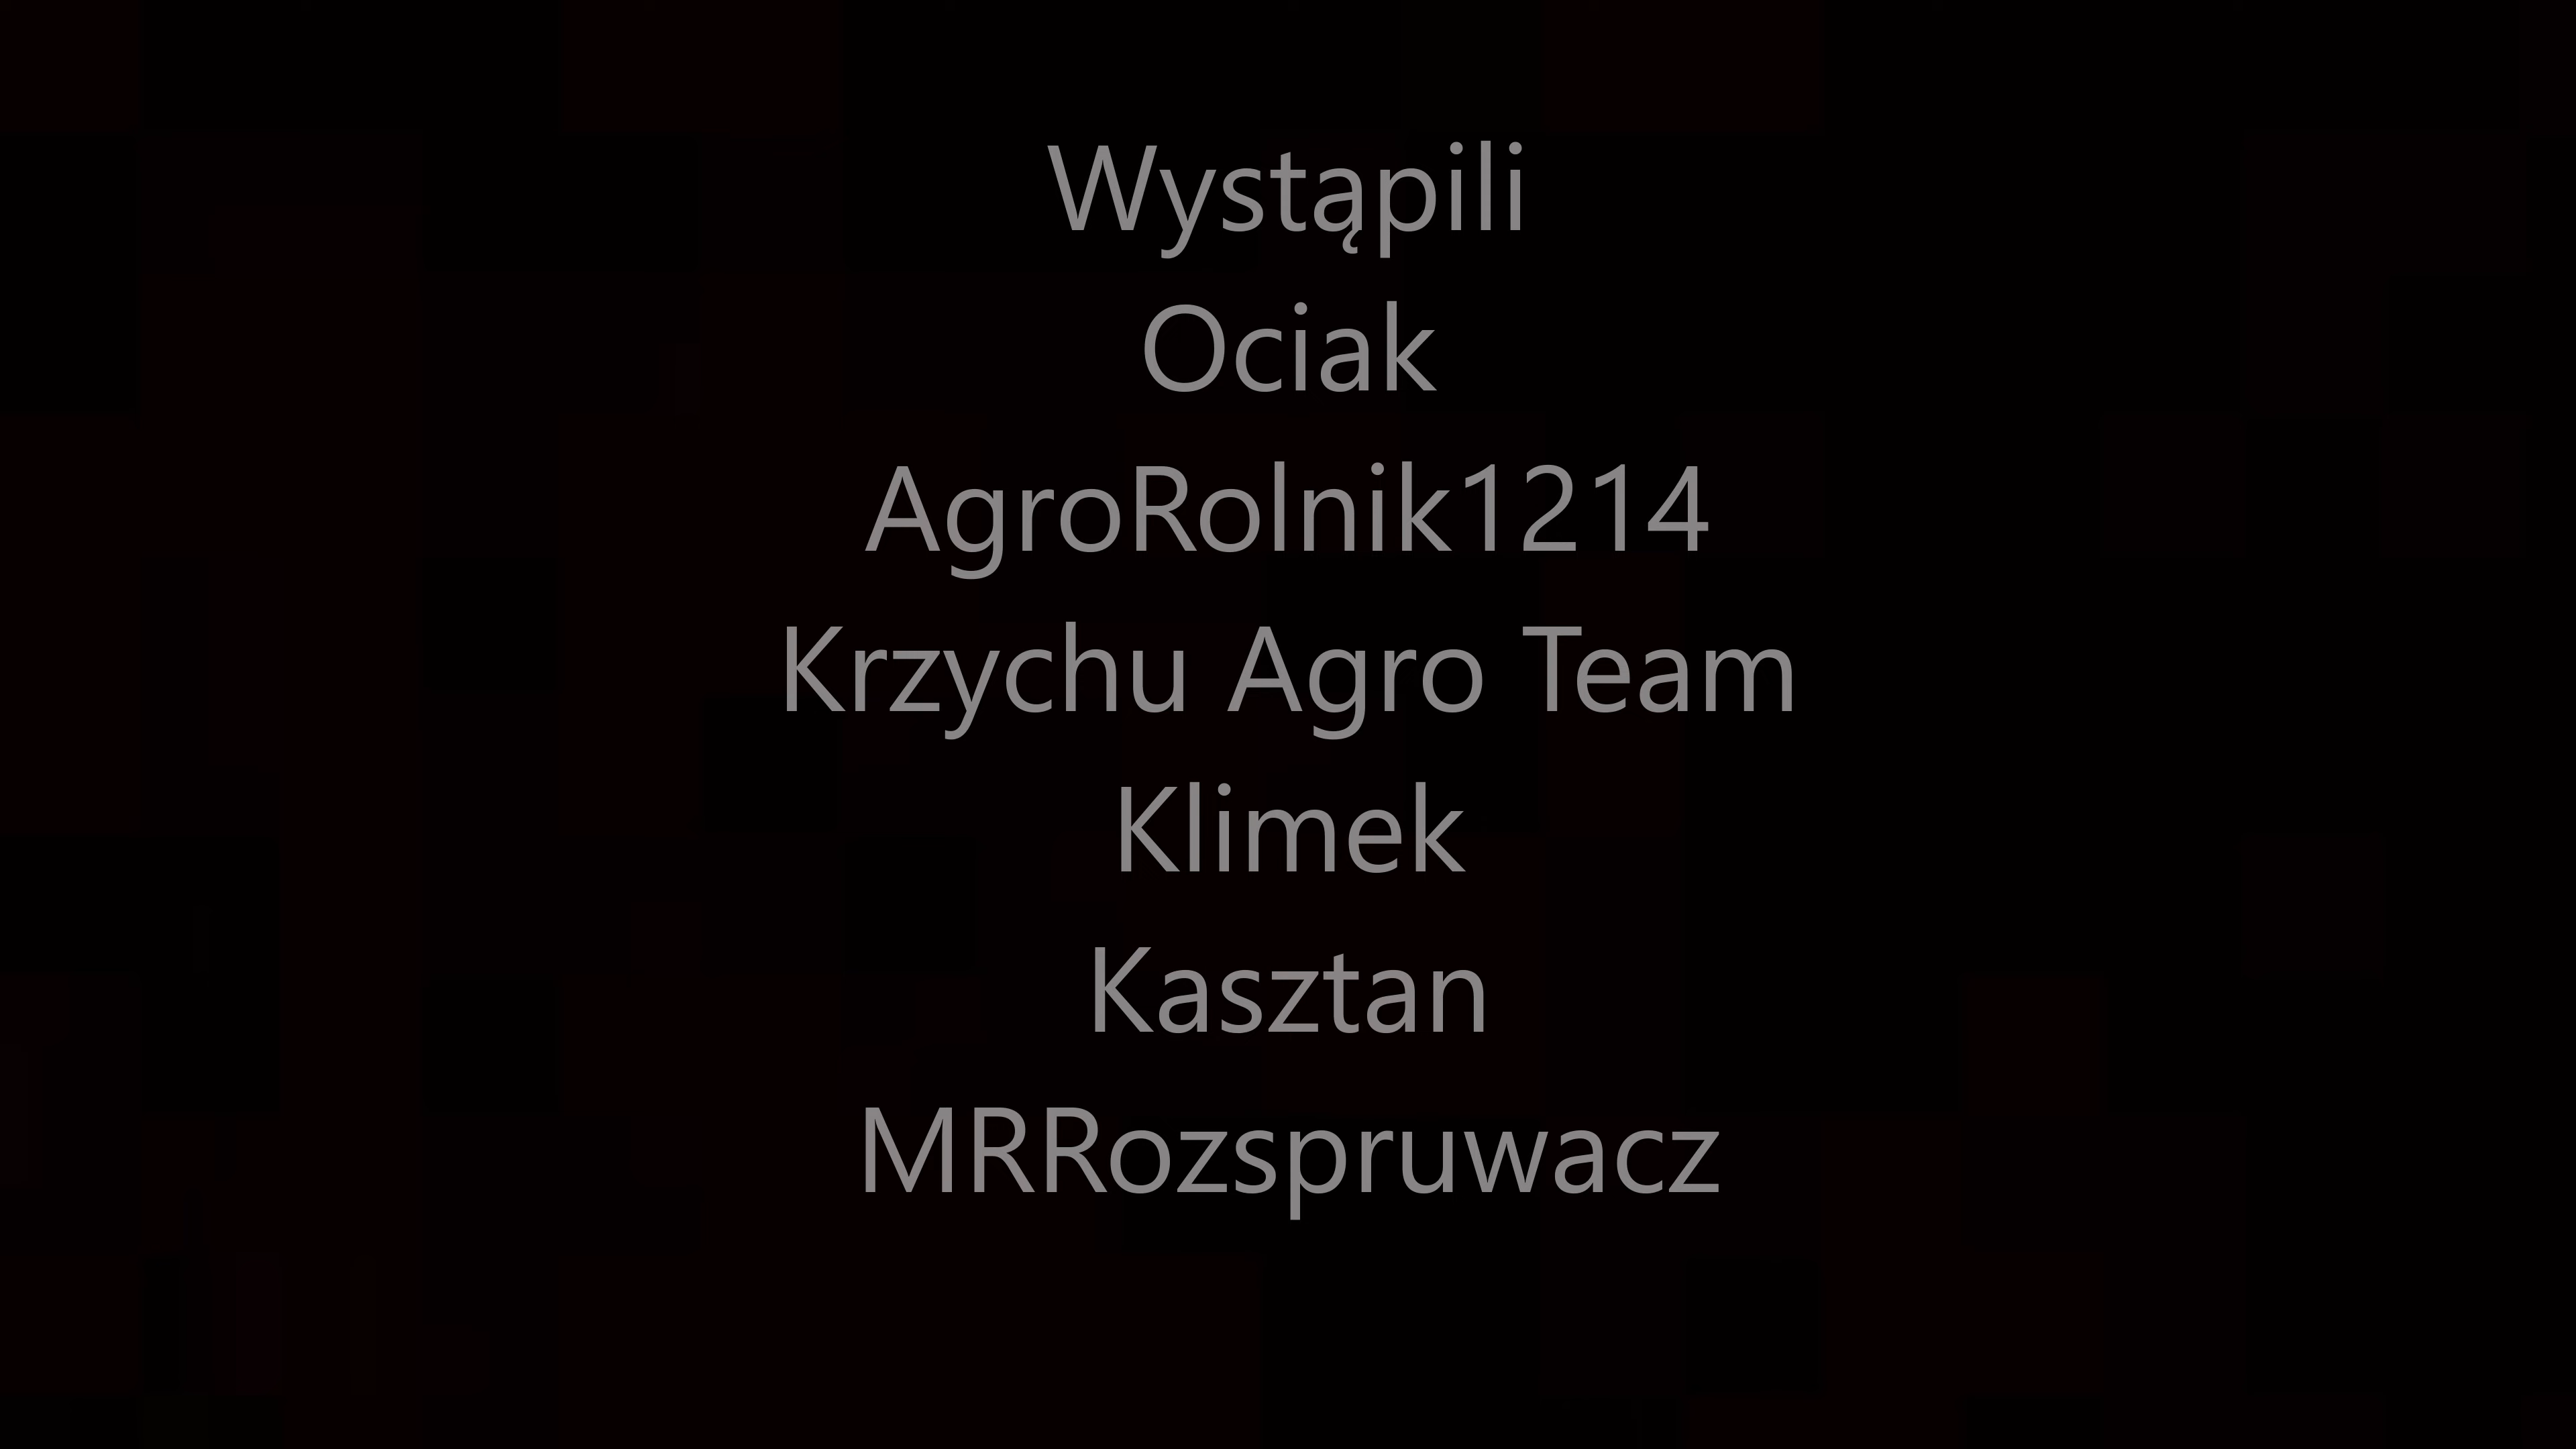 Wystąpili
Ociak
AgroRolnik1214
Krzychu Agro Team
Klimek
Kasztan
MRRozspruwacz